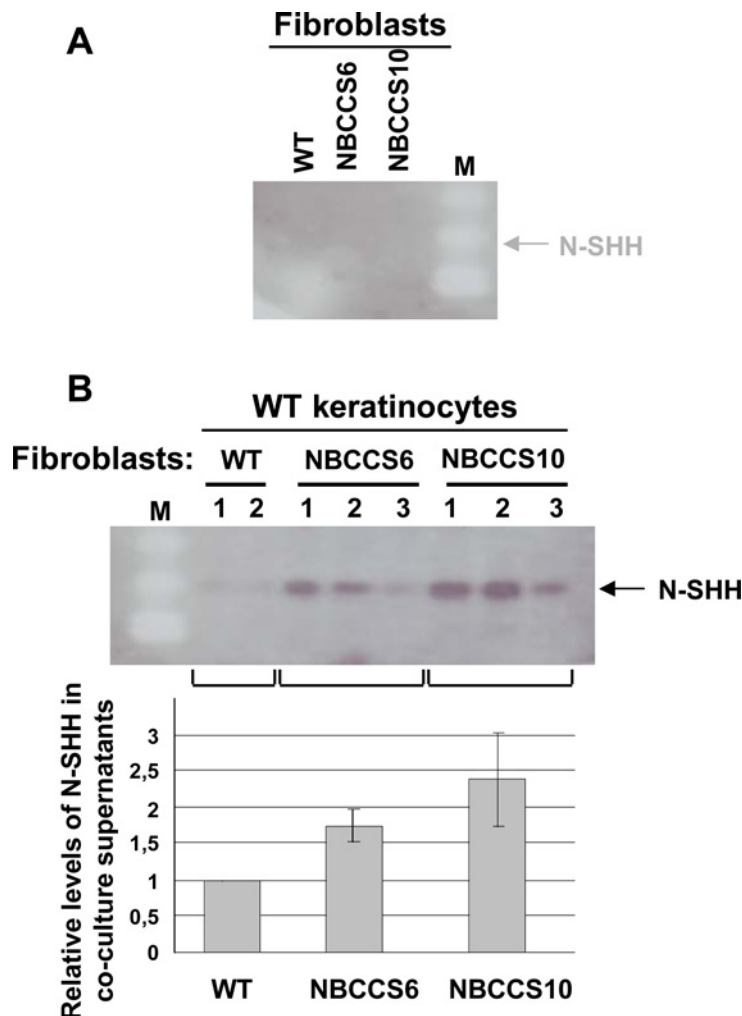 A
Fibroblasts
WT
NBCCS6
NBCCS10
M
N-SHH
B
WT keratinocytes
Fibroblasts: WT NBCCS6 NBCCS10
M 1 2 1 2 3 1 2 3
N-SHH
Relative levels of N-SHH in
co-culture supernatants
3
2,5
2
1,5
1
0,5
0
WT NBCCS6 NBCCS10